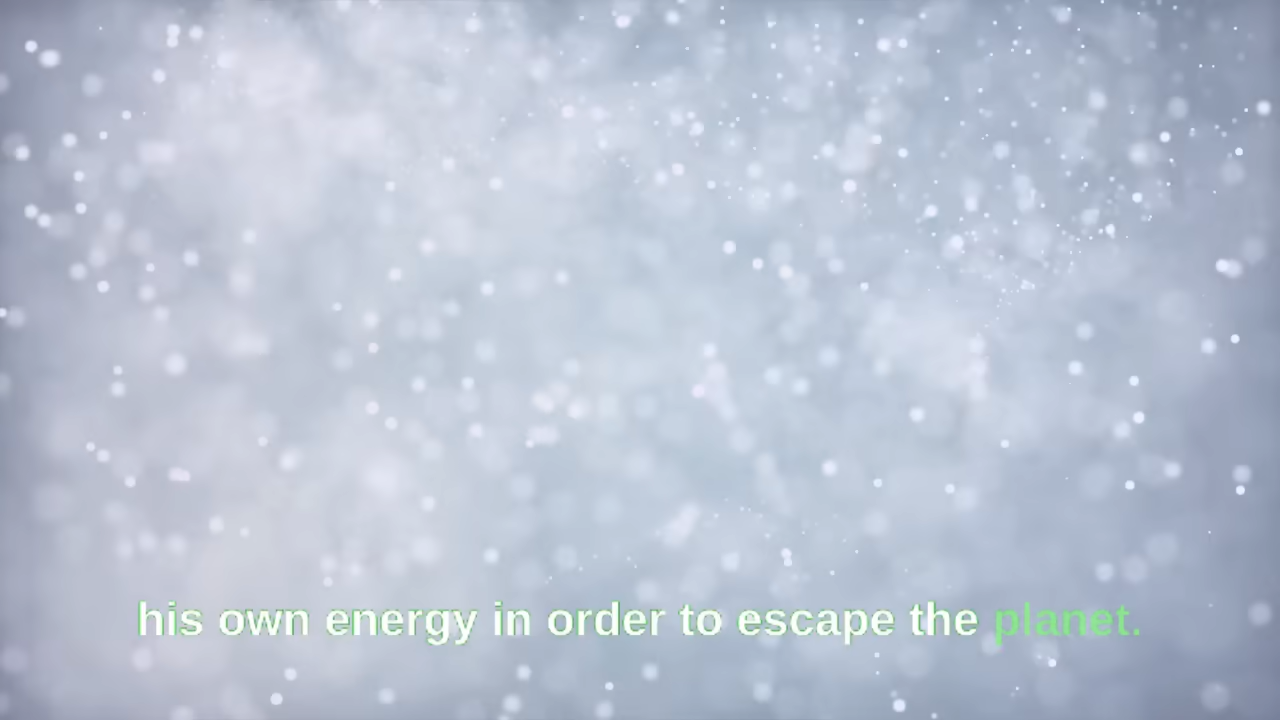 his own energy in order to escape the planet.